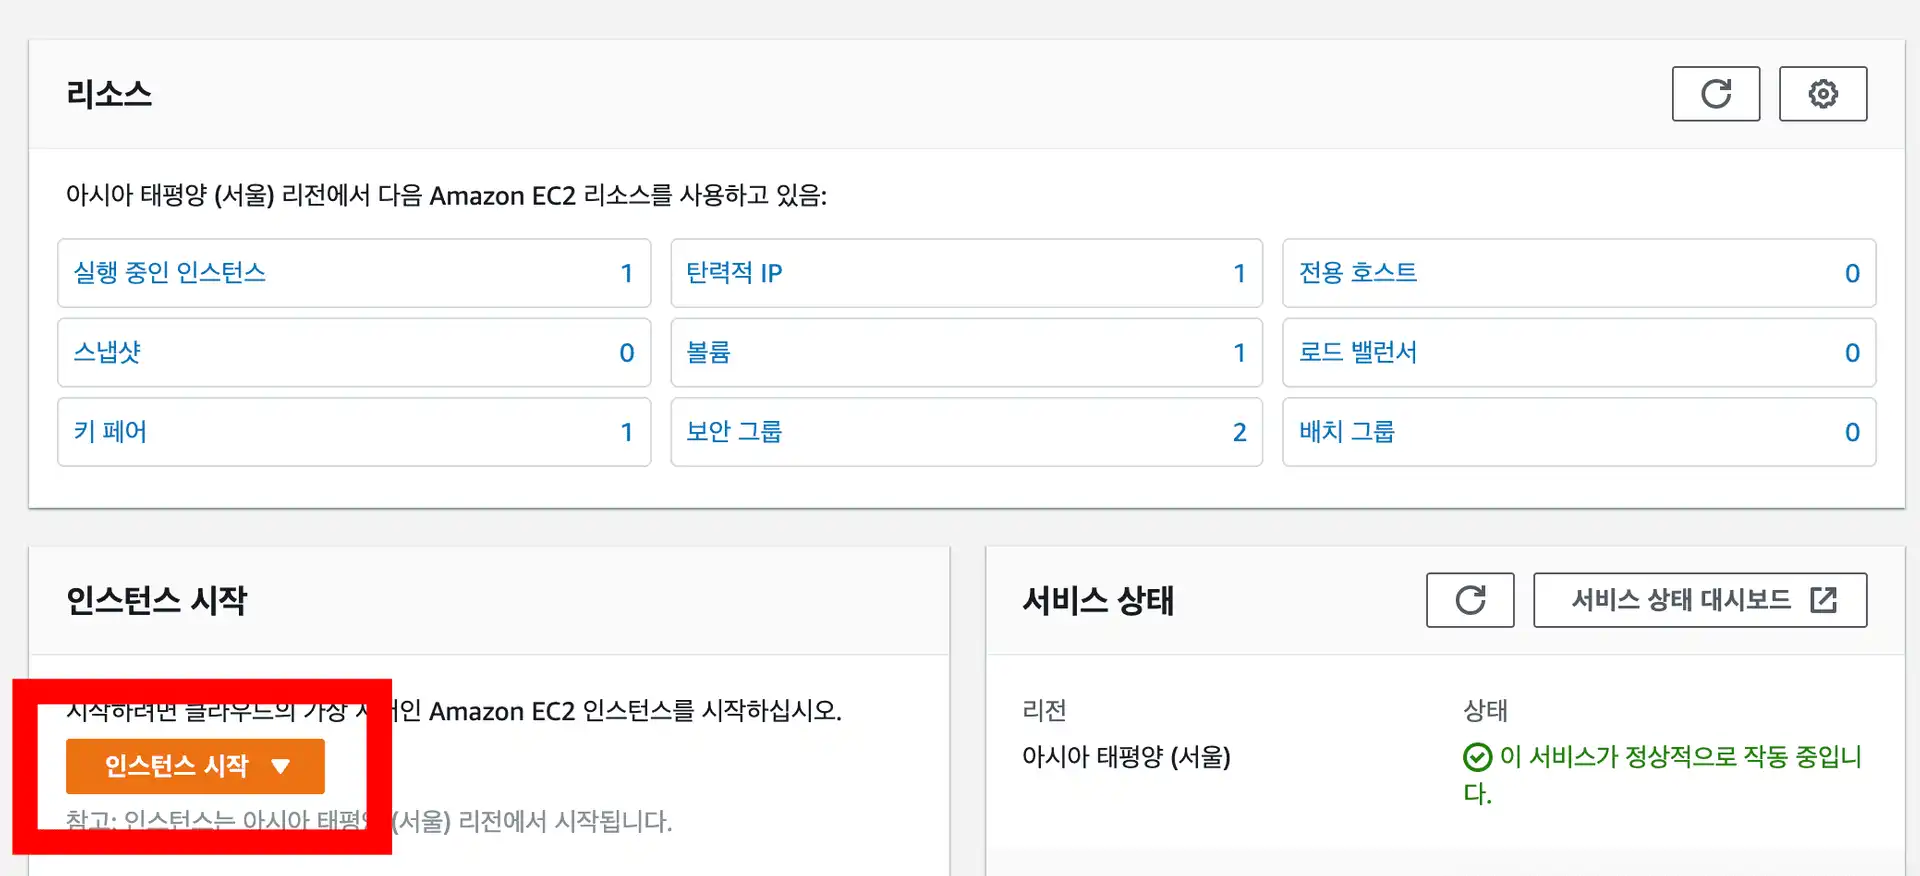 리소스
아시아 태평양 (서울) 리전에서 다음 Amazon EC2 리소스를 사용하고 있음:
실행 중인 인스턴스 1
탄력적 IP 1
전용 호스트 0
스냅샷 0
볼륨 1
로드 밸런서 0
키 페어 1
보안 그룹 2
배치 그룹 0
인스턴스 시작
시작하려면 클라우드의 가상 Amazon EC2 인스턴스를 시작하십시오.
인스턴스 시작
참고: 인스턴스는 아시아 태평양 (서울) 리전에서 시작됩니다.
서비스 상태
서비스 상태 대시보드
리전
아시아 태평양 (서울)
상태
이 서비스가 정상적으로 작동 중입니
다.